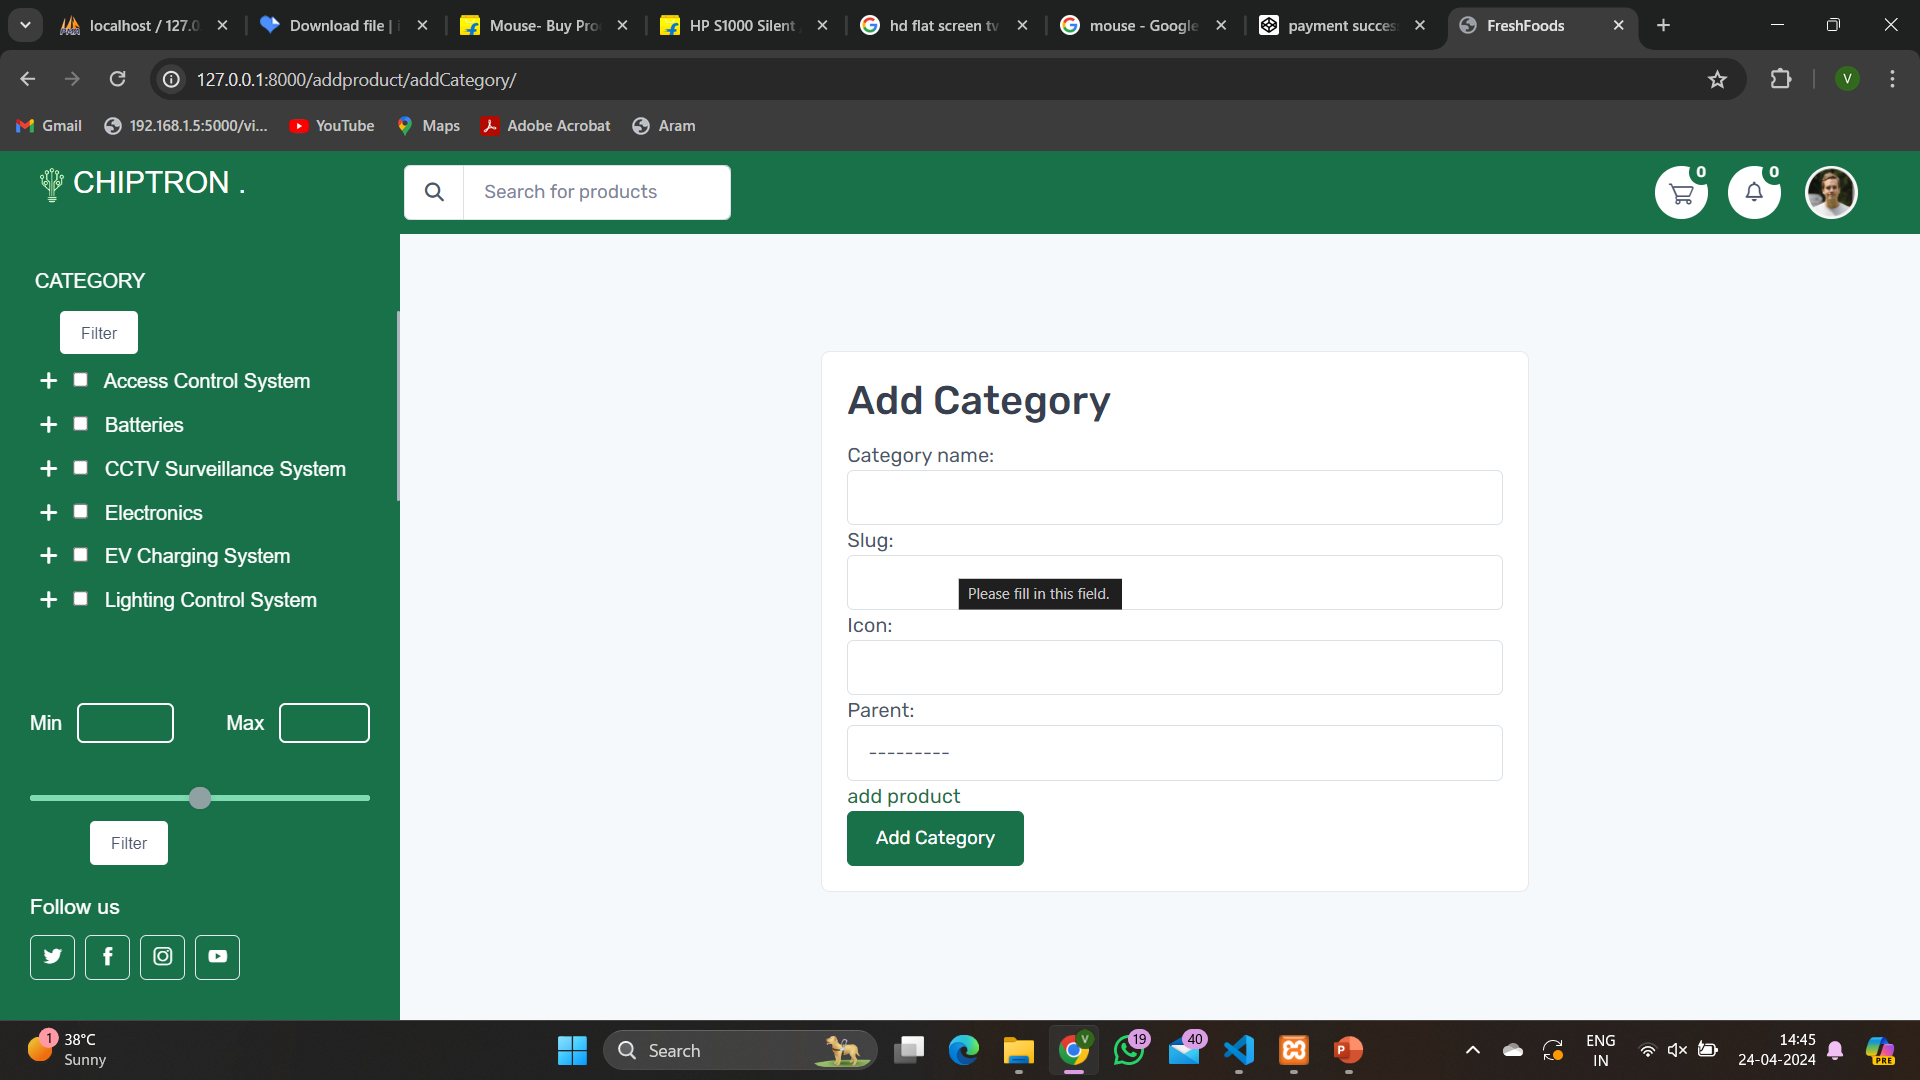 localhost / 127.0
Download file | i
Mouse- Buy Pro
HP S1000 Silent
hd flat screen tv
mouse - Google
payment succes
FreshFoods
127.0.0.1:8000/addproduct/addCategory/
V
Gmail
192.168.1.5:5000/vi...
YouTube
Maps
Adobe Acrobat
Aram
CHIPTRON .
Search for products
0
0
CATEGORY
Filter
Access Control System
Batteries
CCTV Surveillance System
Electronics
EV Charging System
Lighting Control System
Min
Max
Filter
Follow us
Add Category
Category name:
Slug:
Please fill in this field.
Icon:
Parent:
---------
add product
Add Category
1
38°C
Sunny
Search
V
19
40
P
ENG
IN
14:45
24-04-2024
PRE